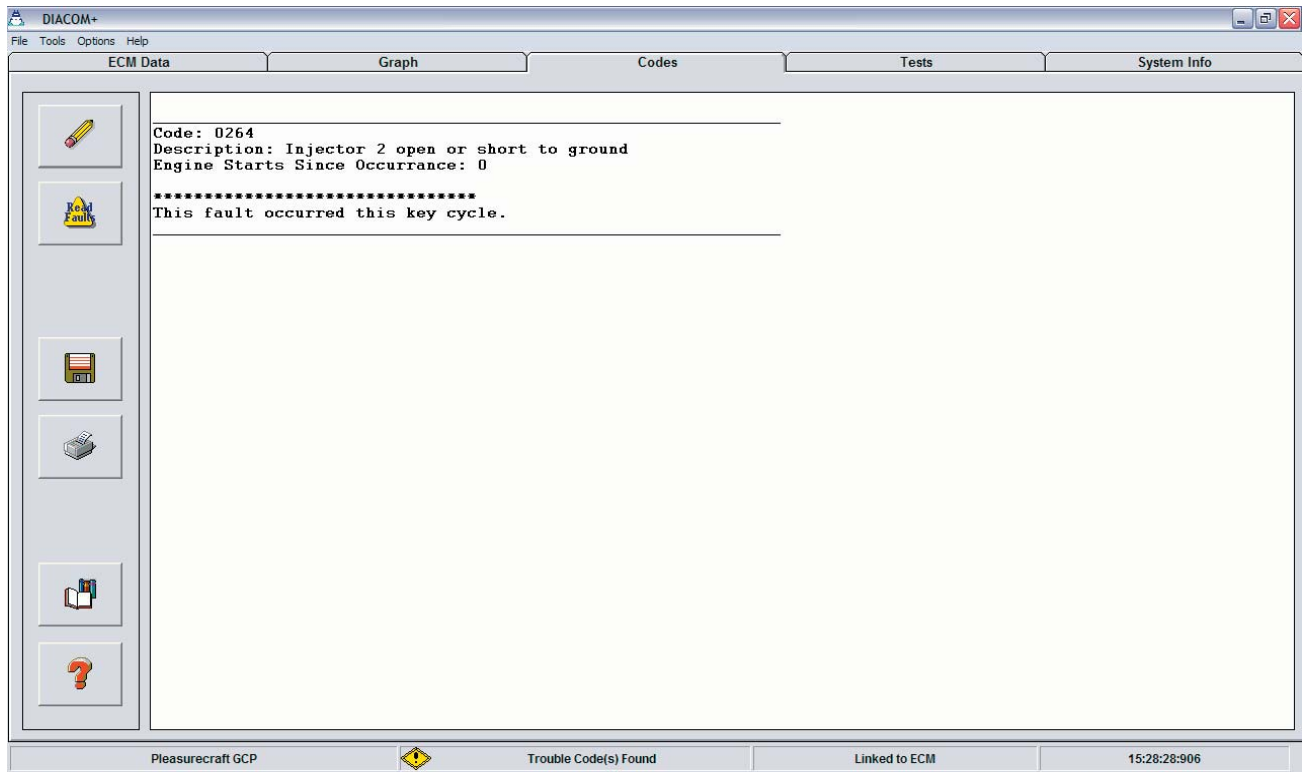 DIACOM+
File Tools Options Help
ECM Data Graph Codes Tests System Info
Code: 0264
Description: Injector 2 open or short to ground
Engine Starts Since Occurrance: 0
********************************
This fault occurred this key cycle.
Read
Faults
Pleasurecraft GCP Trouble Code(s) Found Linked to ECM 15:28:28:906